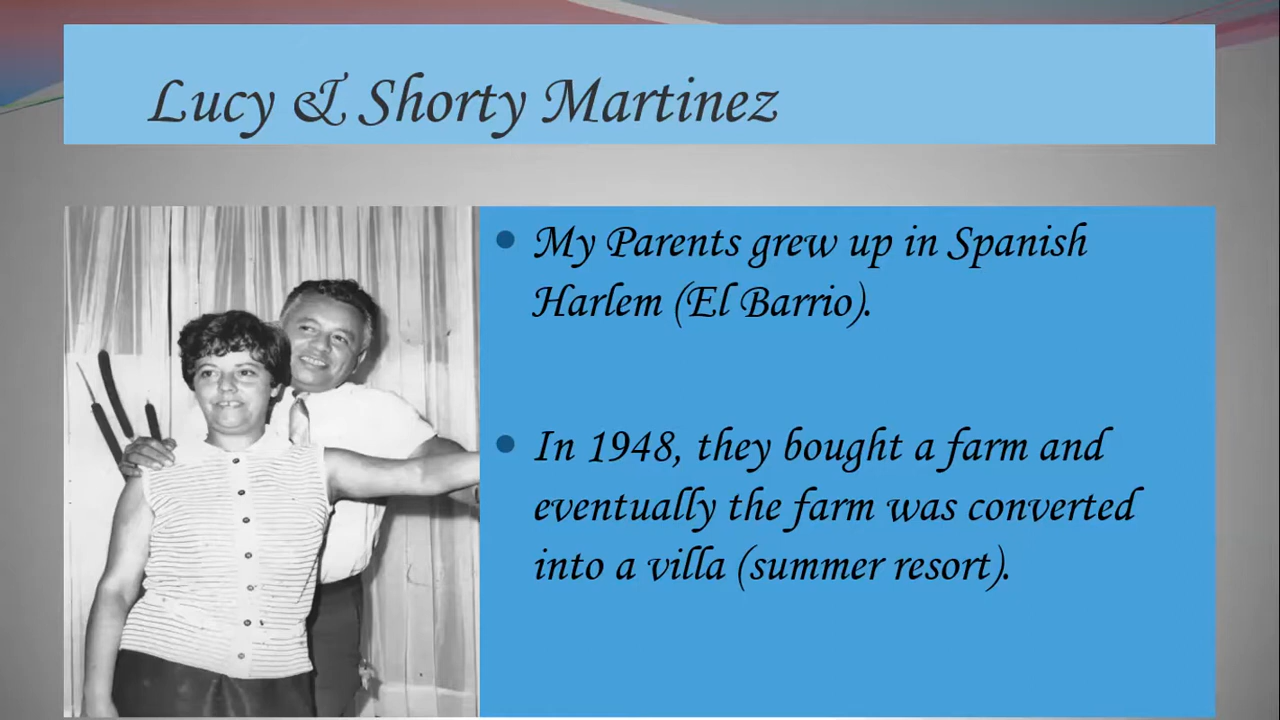 Lucy & Shorty Martinez
• My Parents grew up in Spanish
Harlem (El Barrio).
• In 1948, they bought a farm and
eventually the farm was converted
into a villa (summer resort).